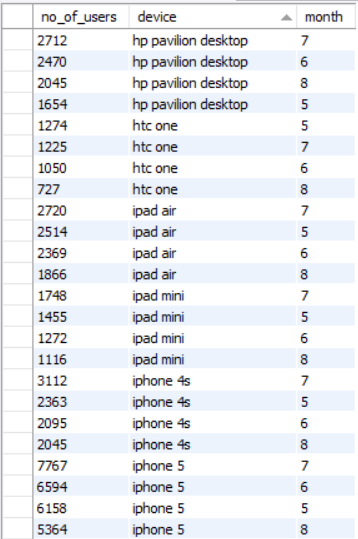 no_of_users device month
2712 hp pavilion desktop 7
2470 hp pavilion desktop 6
2045 hp pavilion desktop 8
1654 hp pavilion desktop 5
1274 htc one 5
1225 htc one 7
1050 htc one 6
727 htc one 8
2720 ipad air 7
2514 ipad air 5
2369 ipad air 6
1866 ipad air 8
1748 ipad mini 7
1455 ipad mini 5
1272 ipad mini 6
1116 ipad mini 8
3112 iphone 4s 7
2363 iphone 4s 5
2095 iphone 4s 6
2045 iphone 4s 8
7767 iphone 5 7
6594 iphone 5 6
6158 iphone 5 5
5364 iphone 5 8